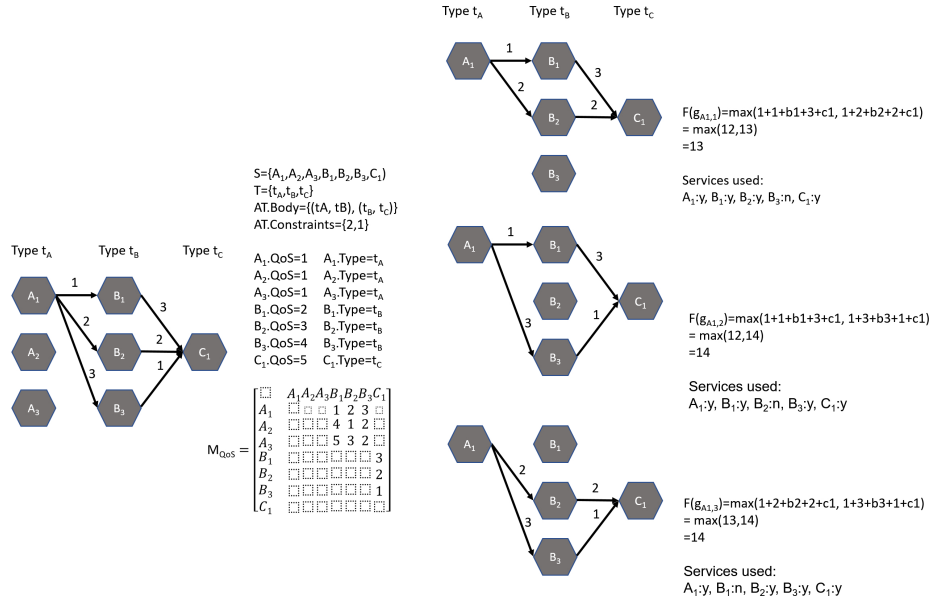 Type tA Type tB Type tC
A1 1 B1
2 3
B2 2 C1
B3
F(gA1,1)=max(1+1+b1+3+c1, 1+2+b2+2+c1)
= max(12,13)
=13
Services used:
A1:y, B1:y, B2:y, B3:n, C1:y
S={A1,A2,A3,B1,B2,B3,C1)
T={tA,tB,tC}
AT.Body={(tA, tB), (tB, tC)}
AT.Constraints={2,1}
A1.QoS=1 A1.Type=tA
A2.QoS=1 A2.Type=tA
A3.QoS=1 A3.Type=tA
B1.QoS=2 B1.Type=tB
B2.QoS=3 B2.Type=tB
B3.QoS=4 B3.Type=tB
C1.QoS=5 C1.Type=tC
Type tA Type tB Type tC
A1 1 B1
2 3
A2 B2 2 C1
3 1
A3 B3
MQoS =
A1 A2 A3 B1 B2 B3 C1
A1 1 2 3
A2 4 1 2
A3 5 3 2
B1 3
B2 2
B3 1
C1
A1 1 B1
3
B2 C1
3 1
B3
F(gA1,2)=max(1+1+b1+3+c1, 1+3+b3+1+c1)
= max(12,14)
=14
Services used:
A1:y, B1:y, B2:n, B3:y, C1:y
A1 B1
2
B2 2 C1
3 1
B3
F(gA1,3)=max(1+2+b2+2+c1, 1+3+b3+1+c1)
= max(13,14)
=14
Services used:
A1:y, B1:n, B2:y, B3:y, C1:y